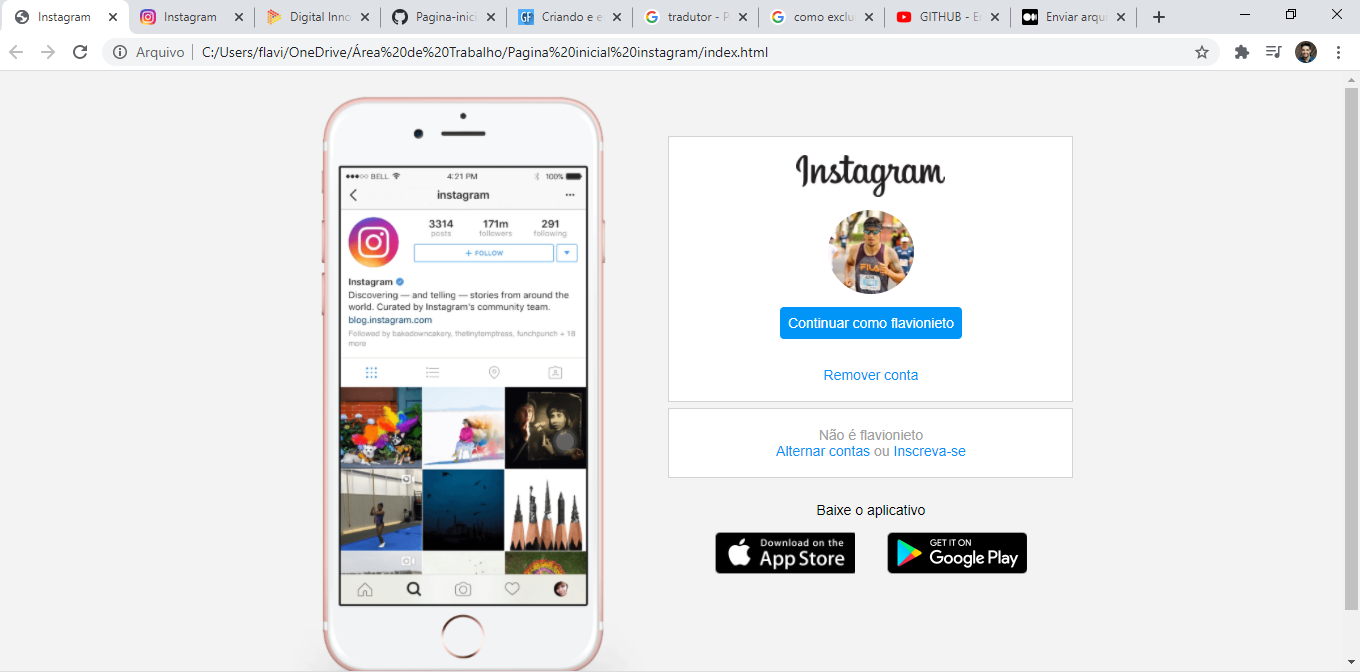 Instagram
Instagram
Digital Inno
Pagina-inic
Criando e e
tradutor - P
como exclu
GITHUB - E
Enviar arqu
Arquivo
C:/Users/flavi/OneDrive/Área%20de%20Trabalho/Pagina%20inicial%20instagram/index.html
BELL
4:21 PM
100%
instagram
3314
171m
291
posts
followers
following
+ FOLLOW
Instagram
Discovering — and telling — stories from around the
world. Curated by Instagram's community team.
blog.instagram.com
Followed by bakedowncakery, thetinytemptress, funchpunch + 18
more
Instagram
FILA
Continuar como flavionieto
Remover conta
Não é flavionieto
Alternar contas ou Inscreva-se
Baixe o aplicativo
Download on the
App Store
GET IT ON
Google Play